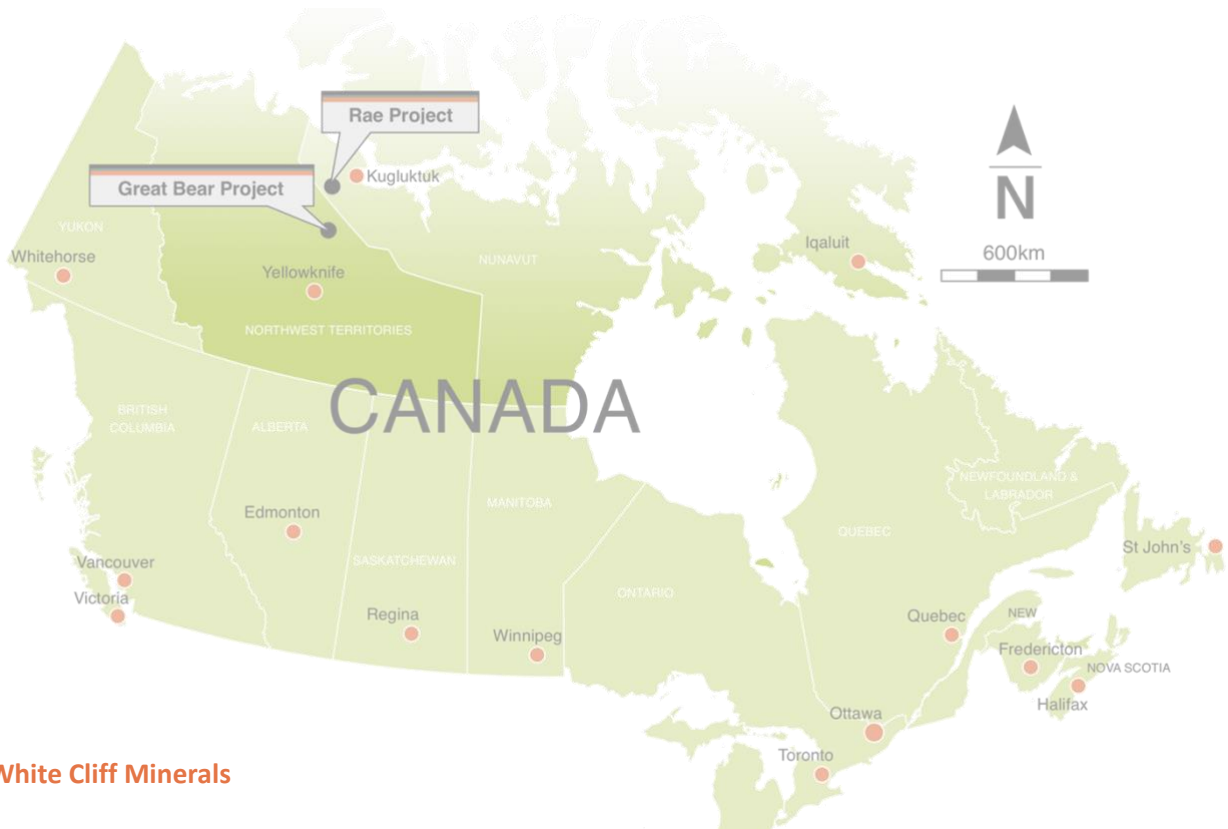 Rae Project
Great Bear Project
Kugluktuk
YUKON
Whitehorse
Yellowknife
NUNAVUT
Iqaluit
N
600km
NORTHWEST TERRITORIES
CANADA
BRITISH
COLUMBIA
ALBERTA
Edmonton
SASKATCHEWAN
MANITOBA
NEWFOUNDLAND &
LABRADOR
QUEBEC
St John's
Vancouver
Victoria
ONTARIO
Regina
Winnipeg
Quebec
NEW
Fredericton
NOVA SCOTIA
Halifax
Ottawa
Toronto
White Cliff Minerals